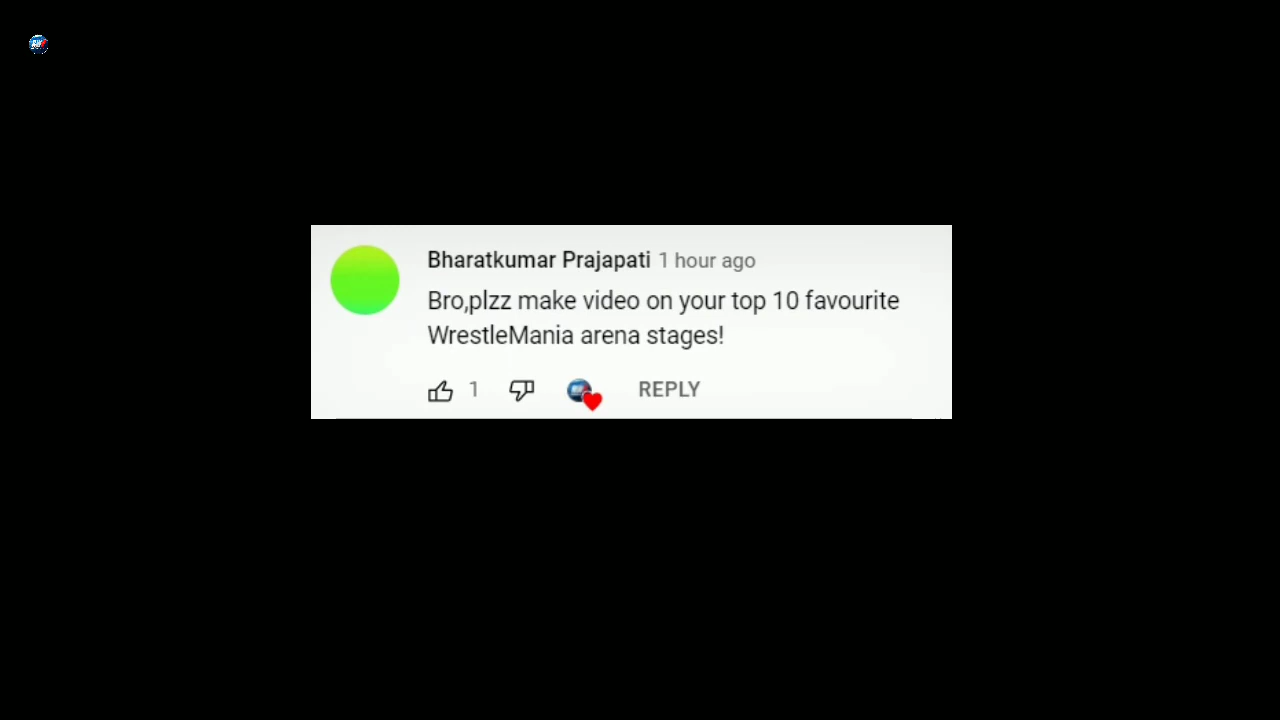 Bharatkumar Prajapati 1 hour ago
Bro,plzz make video on your top 10 favourite
WrestleMania arena stages!
1 REPLY